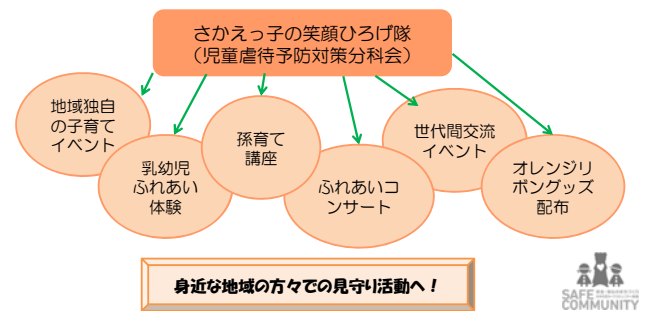 さかえっ子の笑顔ひろげ隊
（児童虐待予防対策分科会）
地域独自
の子育て
イベント
乳幼児
ふれあい
体験
孫育て
講座
ふれあいコ
ンサート
世代間交流
イベント
オレンジリ
ボングッズ
配布
身近な地域の方々での見守り活動へ！
SAFE
COMMUNITY